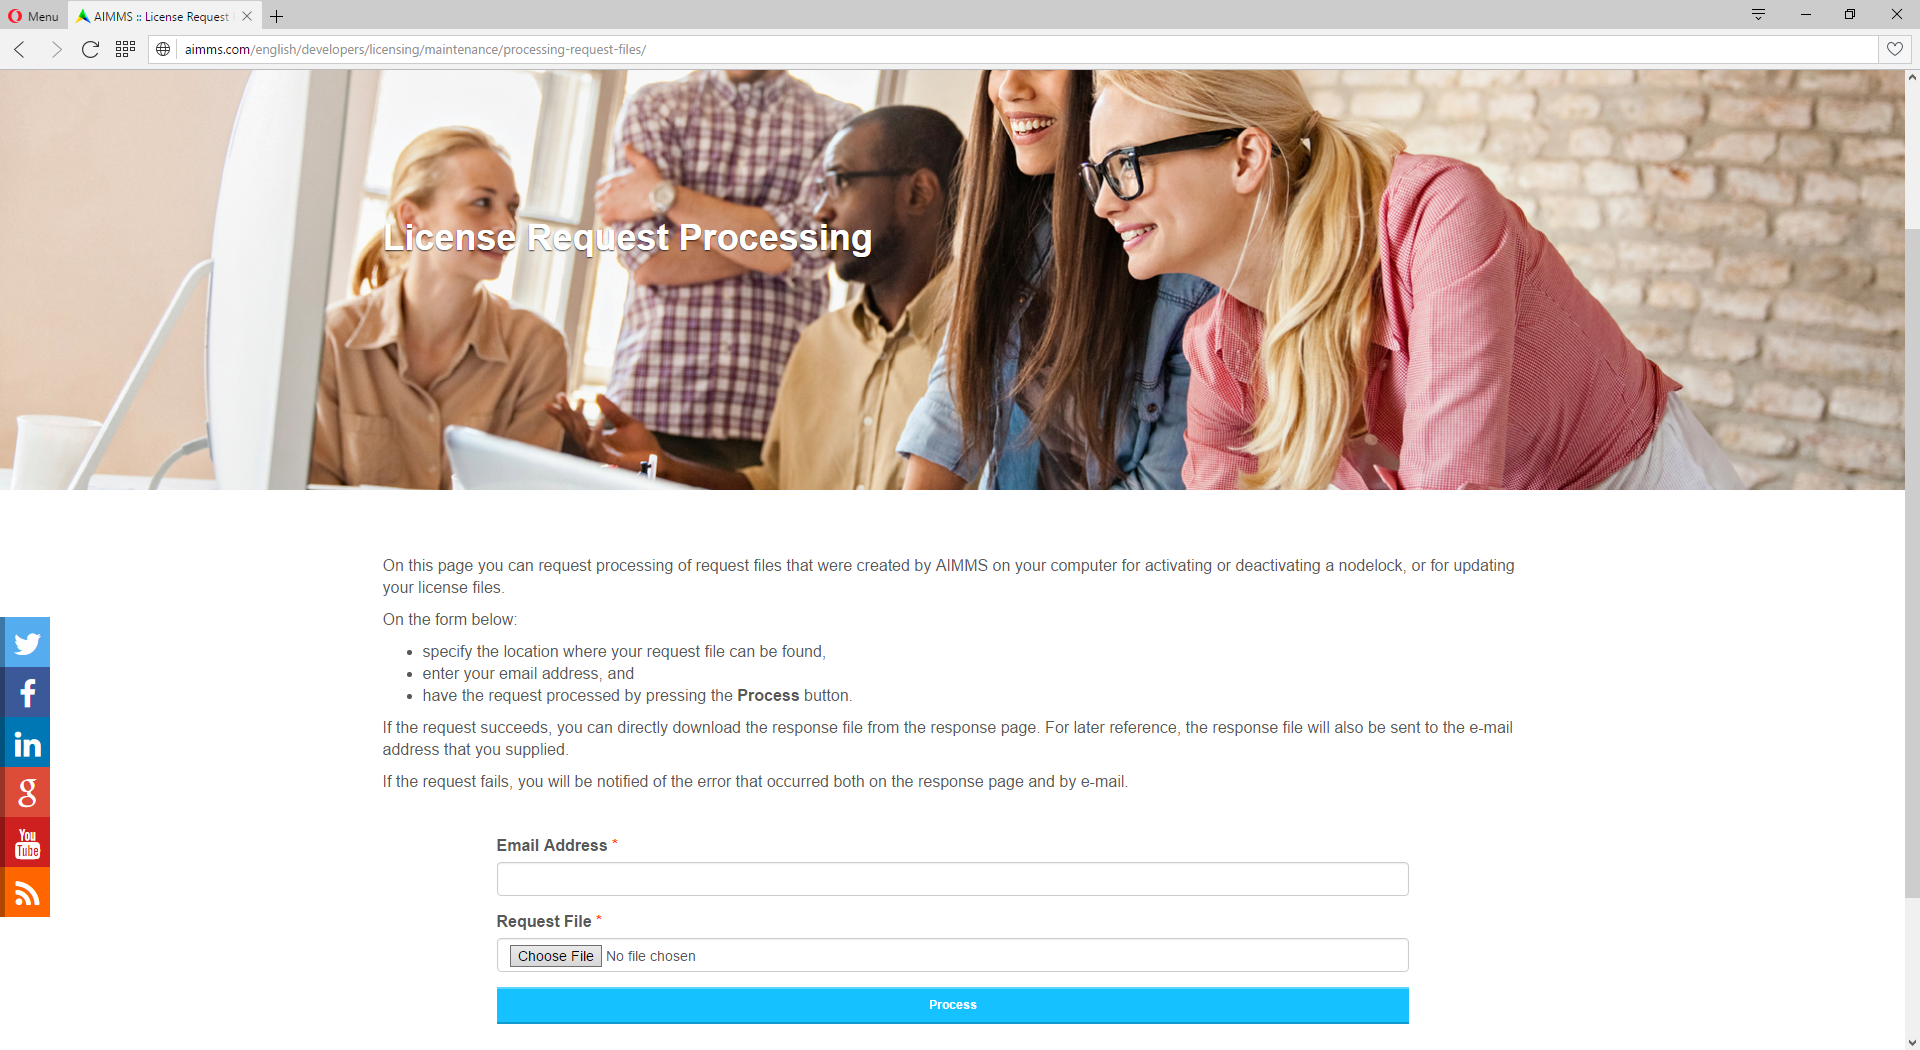 Menu
AIMMS :: License Request
aimms.com/english/developers/licensing/maintenance/processing-request-files/
License Request Processing
On this page you can request processing of request files that were created by AIMMS on your computer for activating or deactivating a nodelock, or for updating
your license files.
On the form below:
• specify the location where your request file can be found,
• enter your email address, and
• have the request processed by pressing the Process button.
If the request succeeds, you can directly download the response file from the response page. For later reference, the response file will also be sent to the e-mail
address that you supplied.
If the request fails, you will be notified of the error that occurred both on the response page and by e-mail.
f
in
g
You
Tube
Email Address *
Request File *
Choose File No file chosen
Process